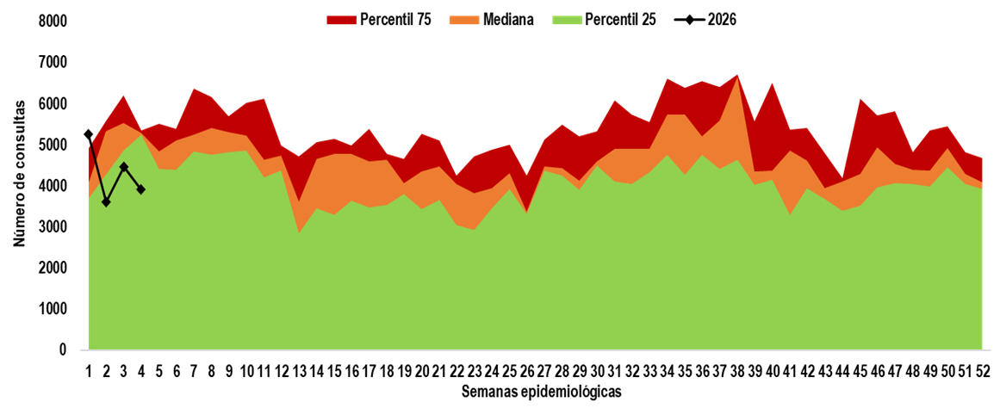 Percentil 75 Mediana Percentil 25 2026
8000
7000
6000
5000
4000
3000
2000
1000
0
Número de consultas
1 2 3 4 5 6 7 8 9 10 11 12 13 14 15 16 17 18 19 20 21 22 23 24 25 26 27 28 29 30 31 32 33 34 35 36 37 38 39 40 41 42 43 44 45 46 47 48 49 50 51 52
Semanas epidemiológicas